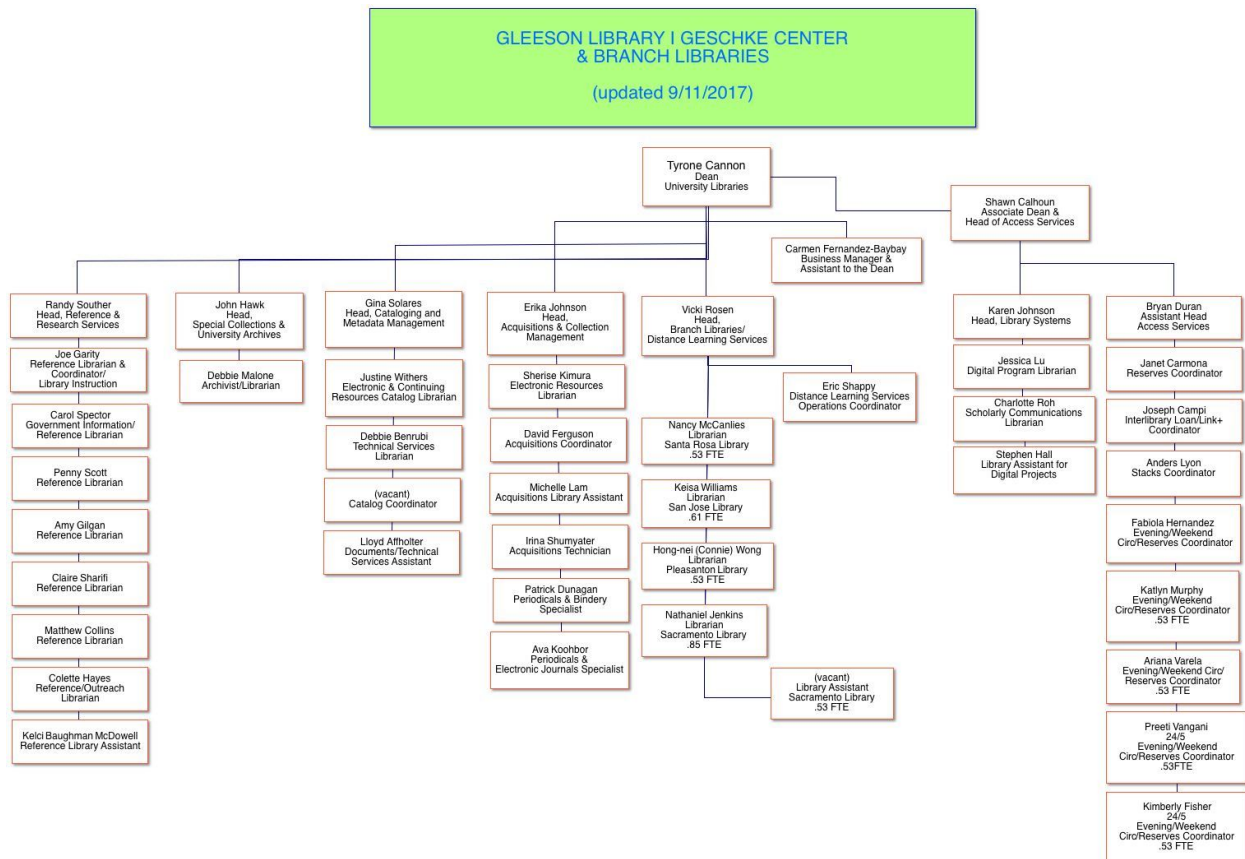 GLEESON LIBRARY I GESCHKE CENTER
& BRANCH LIBRARIES
(updated 9/11/2017)
Tyrone Cannon
Dean
University Libraries
Shawn Calhoun
Associate Dean &
Head of Access Services
Carmen Fernandez-Baybay
Business Manager &
Assistant to the Dean
Randy Souther
Head, Reference &
Research Services
Joe Garity
Reference Librarian &
Coordinator/
Library Instruction
Carol Spector
Government Information/
Reference Librarian
Penny Scott
Reference Librarian
Amy Gilgan
Reference Librarian
Claire Sharifi
Reference Librarian
Matthew Collins
Reference Librarian
Colette Hayes
Reference/Outreach
Librarian
Kelci Baughman McDowell
Reference Library Assistant
John Hawk
Head,
Special Collections &
University Archives
Debbie Malone
Archivist/Librarian
Gina Solares
Head, Cataloging and
Metadata Management
Justine Withers
Electronic & Continuing
Resources Catalog Librarian
Debbie Benrubi
Technical Services
Librarian
(vacant)
Catalog Coordinator
Lloyd Affholter
Documents/Technical
Services Assistant
Erika Johnson
Head,
Acquisitions & Collection
Management
Sherise Kimura
Electronic Resources
Librarian
David Ferguson
Acquisitions Coordinator
Michelle Lam
Acquisitions Library Assistant
Irina Shumyater
Acquisitions Technician
Patrick Dunagan
Periodicals & Bindery
Specialist
Ava Koohbor
Periodicals &
Electronic Journals Specialist
Vicki Rosen
Head,
Branch Libraries/
Distance Learning Services
Eric Shappy
Distance Learning Services
Operations Coordinator
Nancy McCanlies
Librarian
Santa Rosa Library
.53 FTE
Keisa Williams
Librarian
San Jose Library
.61 FTE
Hong-nei (Connie) Wong
Librarian
Pleasanton Library
.53 FTE
Nathaniel Jenkins
Librarian
Sacramento Library
.85 FTE
(vacant)
Library Assistant
Sacramento Library
.53 FTE
Karen Johnson
Head, Library Systems
Jessica Lu
Digital Program Librarian
Charlotte Roh
Scholarly Communications
Librarian
Stephen Hall
Library Assistant for
Digital Projects
Bryan Duran
Assistant Head
Access Services
Janet Carmona
Reserves Coordinator
Joseph Campi
Interlibrary Loan/Link+
Coordinator
Anders Lyon
Stacks Coordinator
Fabiola Hernandez
Evening/Weekend
Circ/Reserves Coordinator
Katlyn Murphy
Evening/Weekend
Circ/Reserves Coordinator
.53 FTE
Ariana Varela
Evening/Weekend Circ/
Reserves Coordinator
.53 FTE
Preeti Vangani
24/5
Evening/Weekend
Circ/Reserves Coordinator
.53FTE
Kimberly Fisher
24/5
Evening/Weekend
Circ/Reserves Coordinator
.53 FTE